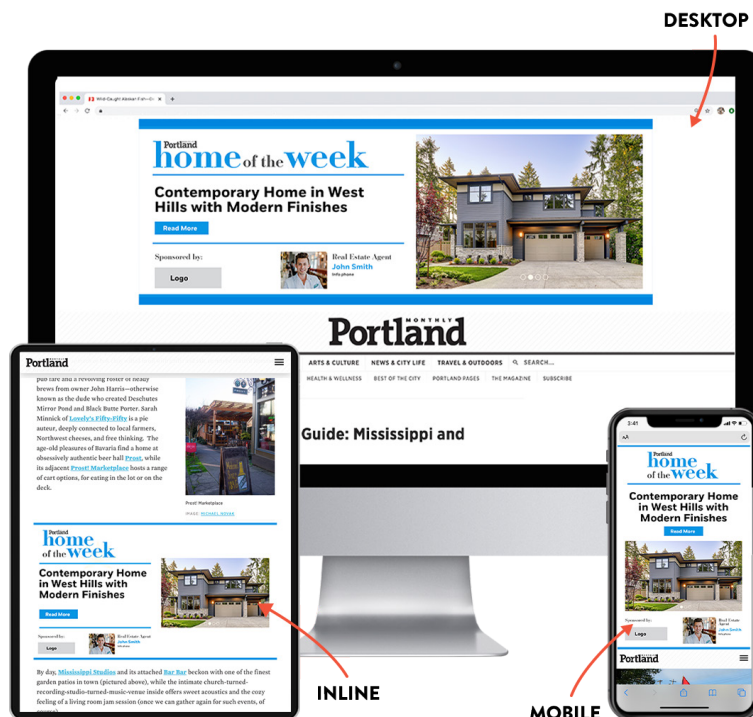 DESKTOP
Portland
home of the week
Contemporary Home in West
Hills with Modern Finishes
Read More
Sponsored by:
Logo
Real Estate Agent
John Smith
Info.phone
MONTHLY
Portland
ARTS & CULTURE NEWS & CITY LIFE TRAVEL & OUTDOORS SEARCH...
HEALTH & WELLNESS BEST OF THE CITY PORTLAND PAGES THE MAGAZINE SUBSCRIBE
Guide: Mississippi and
Portland
pub fare and a revolving roster of heady
brews from owner John Harris—otherwise
known as the dude who created Deschutes
Mirror Pond and Black Butte Porter. Sarah
Minnick of Lovely's Fifty-Fifty is a pie
auteur, deeply connected to local farmers,
Northwest cheeses, and free thinking. The
age-old pleasures of Bavaria find a home at
obsessively authentic beer hall Prost, while
its adjacent Prost! Marketplace hosts a range
of cart options, for eating in the lot or on the
deck.
Prost! Marketplace
IMAGE: MICHAEL NOVAK
Portland
home
of the week
Contemporary Home
in West Hills with
Modern Finishes
Read More
Sponsored by:
Logo
Real Estate Agent
John Smith
By day, Mississippi Studios and its attached Bar Bar beckon with one of the finest
garden patios in town (pictured above), while the intimate church-turned-
recording-studio-turned-music-venue inside offers sweet acoustics and the cozy
feeling of a living room jam session (once we can gather again for such events, of
INLINE
3:41
AA
Portland
home
of the week
Contemporary Home
in West Hills with
Modern Finishes
Read More
Sponsored by:
Logo
Real Estate
Agent
John Smith
Portland
MOBILE